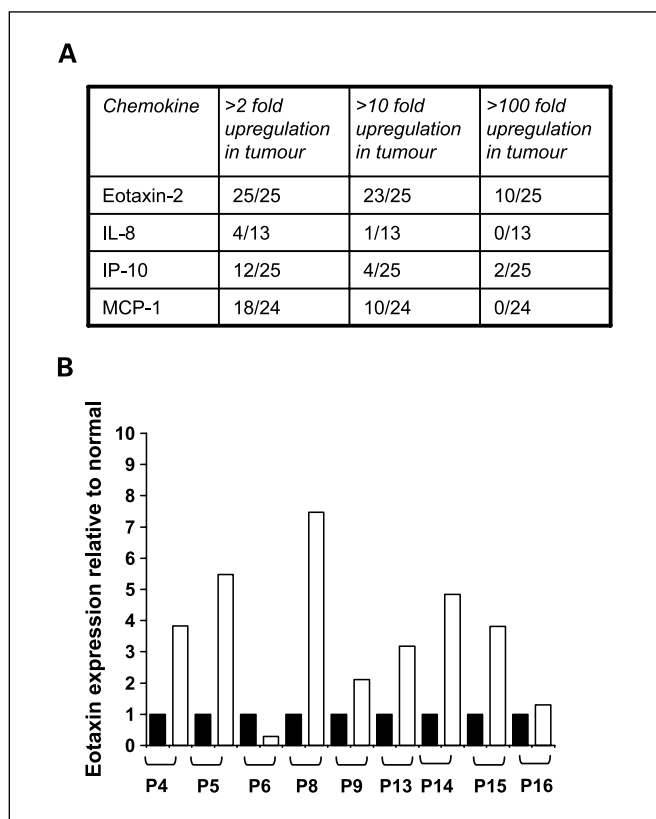 A
Chemokine >2 fold upregulation in tumour >10 fold upregulation in tumour >100 fold upregulation in tumour
Eotaxin-2 25/25 23/25 10/25
IL-8 4/13 1/13 0/13
IP-10 12/25 4/25 2/25
MCP-1 18/24 10/24 0/24
B
Eotaxin expression relative to normal
10
9
8
7
6
5
4
3
2
1
0
P4 P5 P6 P8 P9 P13 P14 P15 P16